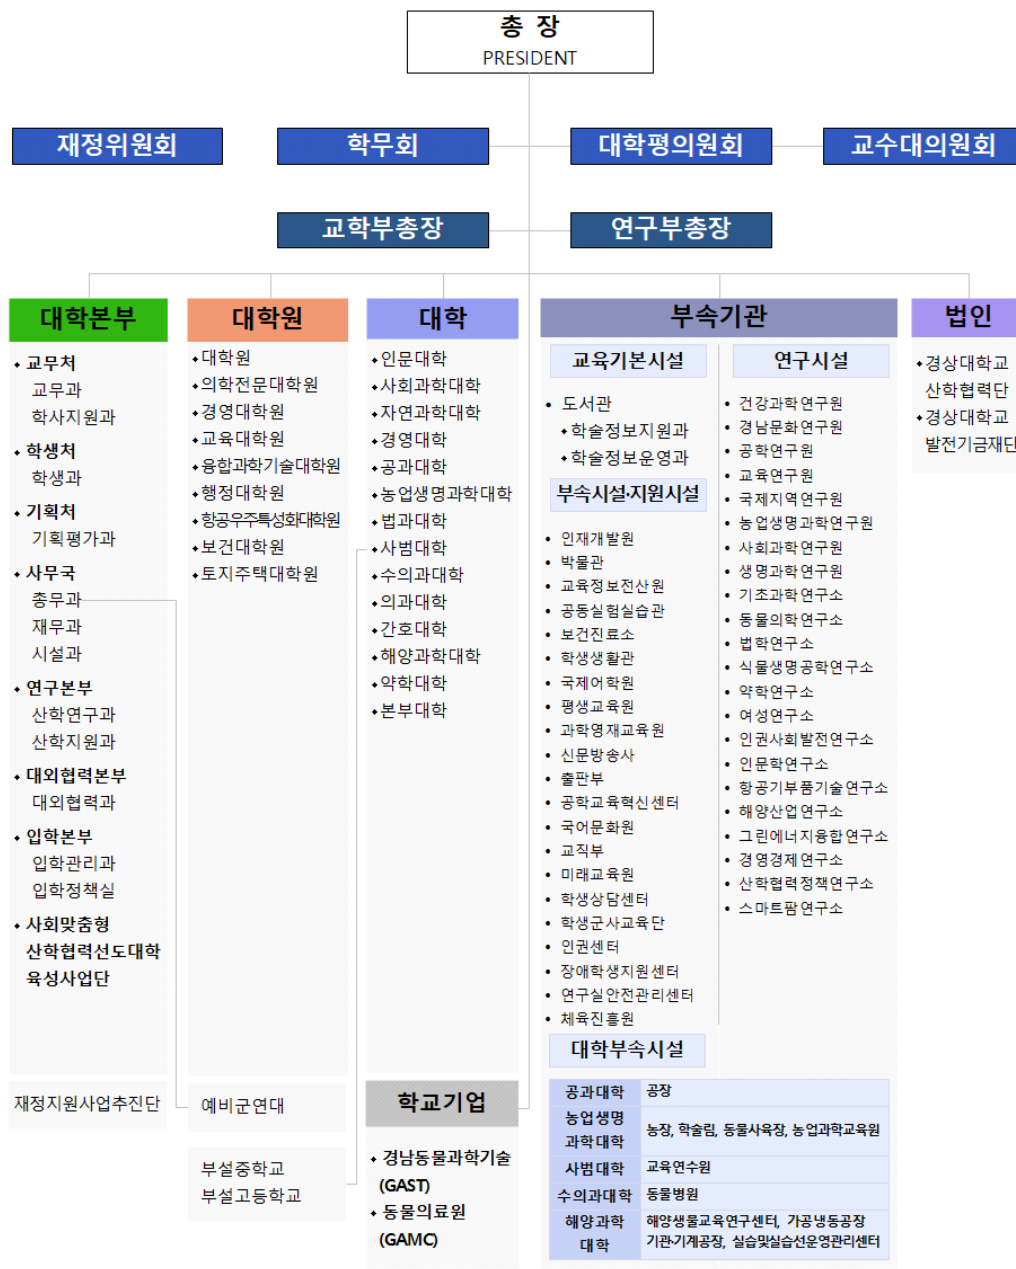 총 장
PRESIDENT
재정위원회
학무회
대학평의원회
교수대의원회
교학부총장
연구부총장
대학본부
교무처
교무과
학사지원과
학생처
학생과
기획처
기획평가과
사무국
총무과
재무과
시설과
연구본부
산학연구과
산학지원과
대외협력본부
대외협력과
입학본부
입학관리과
입학정책실
사회맞춤형
산학협력선도대학
육성사업단
재정지원사업추진단
대학원
대학원
의학전문대학원
경영대학원
교육대학원
융합과학기술대학원
행정대학원
항공우주특성화대학원
보건대학원
토지주택대학원
예비군연대
부설중학교
부설고등학교
대학
인문대학
사회과학대학
자연과학대학
경영대학
공과대학
농업생명과학대학
법과대학
사범대학
수의과대학
의과대학
간호대학
해양과학대학
약학대학
본부대학
학교기업
경남동물과학기술
(GAST)
동물의료원
(GAMC)
부속기관
교육기본시설
도서관
학술정보지원과
학술정보운영과
부속시설·지원시설
인재개발원
박물관
교육정보전산원
공동실험실습관
보건진료소
학생생활관
국제어학원
평생교육원
과학영재교육원
신문방송사
출판부
공학교육혁신센터
국어문화원
교직부
미래교육원
학생상담센터
학생군사교육단
인권센터
장애학생지원센터
연구실안전관리센터
체육진흥원
연구시설
건강과학연구원
경남문화연구원
공학연구원
교육연구원
국제지역연구원
농업생명과학연구원
사회과학연구원
생명과학연구원
기초과학연구소
동물의학연구소
법학연구소
식물생명공학연구소
약학연구소
여성연구소
인권사회발전연구소
인문학연구소
항공기부품기술연구소
해양산업연구소
그린에너지융합연구소
경영경제연구소
산학협력정책연구소
스마트팜연구소
대학부속시설
공과대학 공장
농업생명
과학대학
농장, 학술림, 동물사육장, 농업과학교육원
사범대학 교육연수원
수의과대학 동물병원
해양과학
대학
해양생물교육연구센터, 가공냉동공장
기관·기계공장, 실습및실습선운영관리센터
법인
경상대학교
산학협력단
경상대학교
발전기금재단